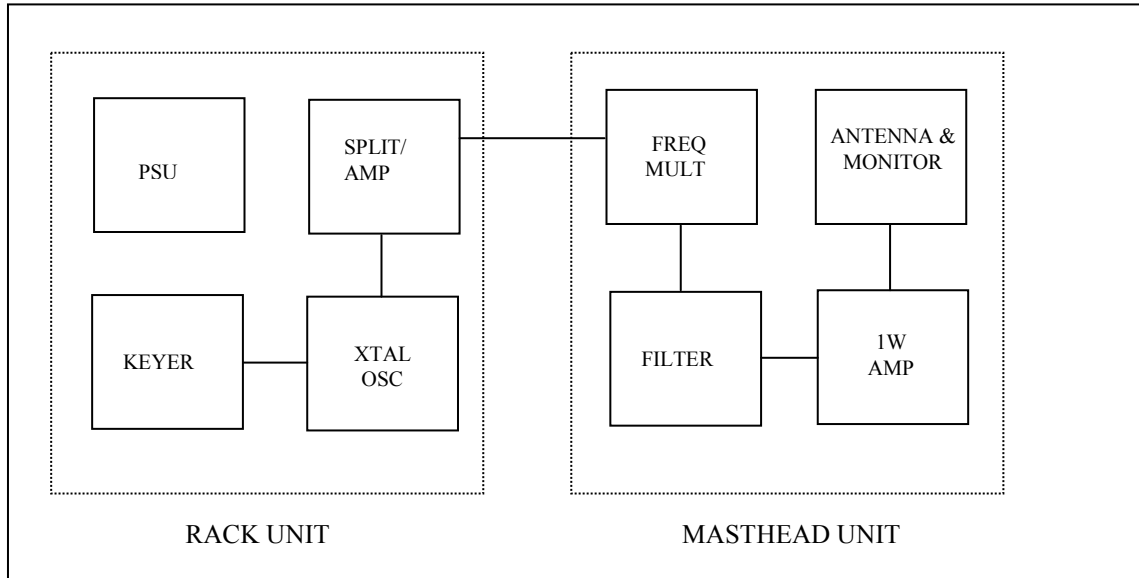 PSU
SPLIT/
AMP
FREQ
MULT
ANTENNA &
MONITOR
KEYER
XTAL
OSC
FILTER
1W
AMP
RACK UNIT
MASTHEAD UNIT